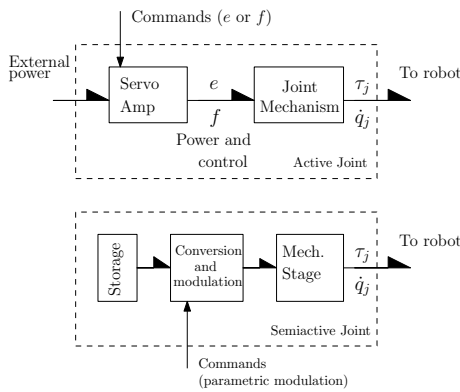 Commands (e or f)
External
power
Servo
Amp
e
f
Power and
control
Joint
Mechanism
τj
q̇j
To robot
Active Joint
Storage
Conversion
and
modulation
Mech.
Stage
τj
q̇j
To robot
Semiactive Joint
Commands
(parametric modulation)